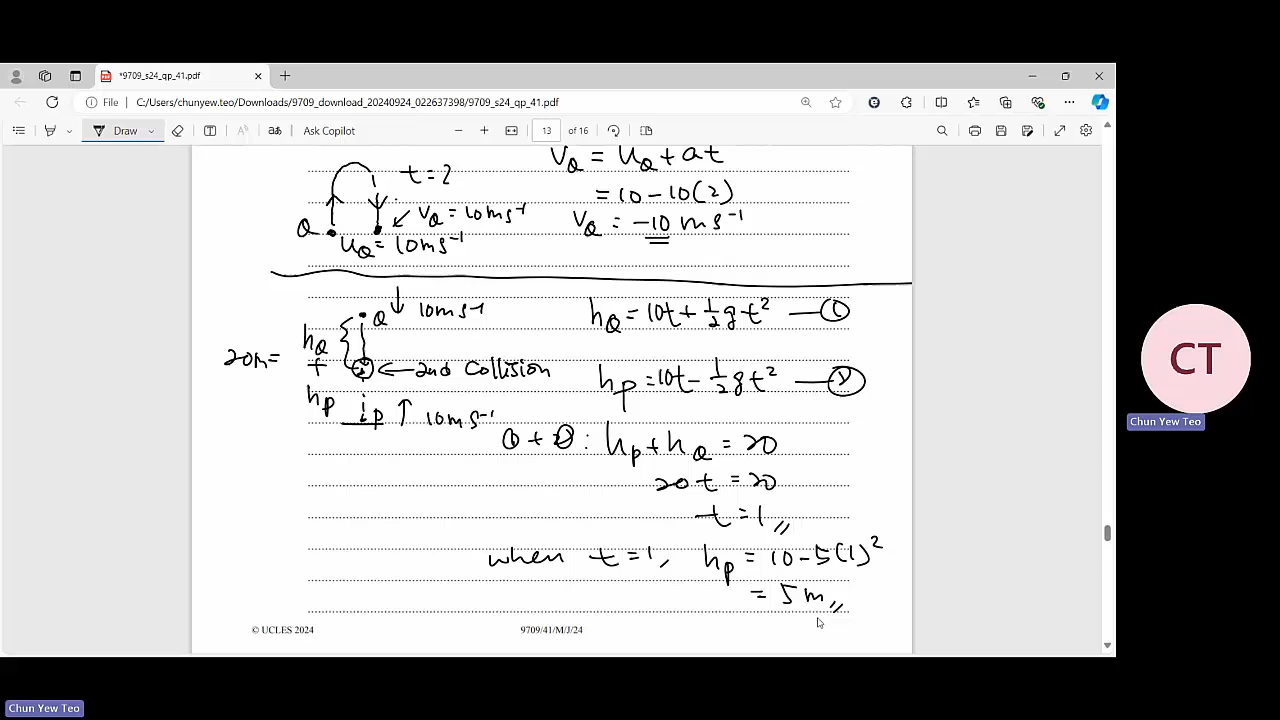 *9709_s24_qp_41.pdf
File C:/Users/chunyew.teo/Downloads/9709_download_20240924_022637398/9709_s24_qp_41.pdf
Draw Ask Copilot 13 of 16
V_Q = U_Q + at
t = 2
= 10 - 10(2)
V_Q = 10ms⁻¹
V_Q = -10 ms⁻¹
Q
U_Q = 10ms⁻¹
Q ↓ 10ms⁻¹
h_Q = 10t + ½gt² — ①
20m = h_Q + h_P
2nd Collision
h_P = 10t - ½gt² — ②
P ↑ 10ms⁻¹
① + ② : h_P + h_Q = 20
20t = 20
t = 1 //
when t = 1, h_P = 10 - 5(1)²
= 5m //
© UCLES 2024 9709/41/M/J/24
CT
Chun Yew Teo
Chun Yew Teo